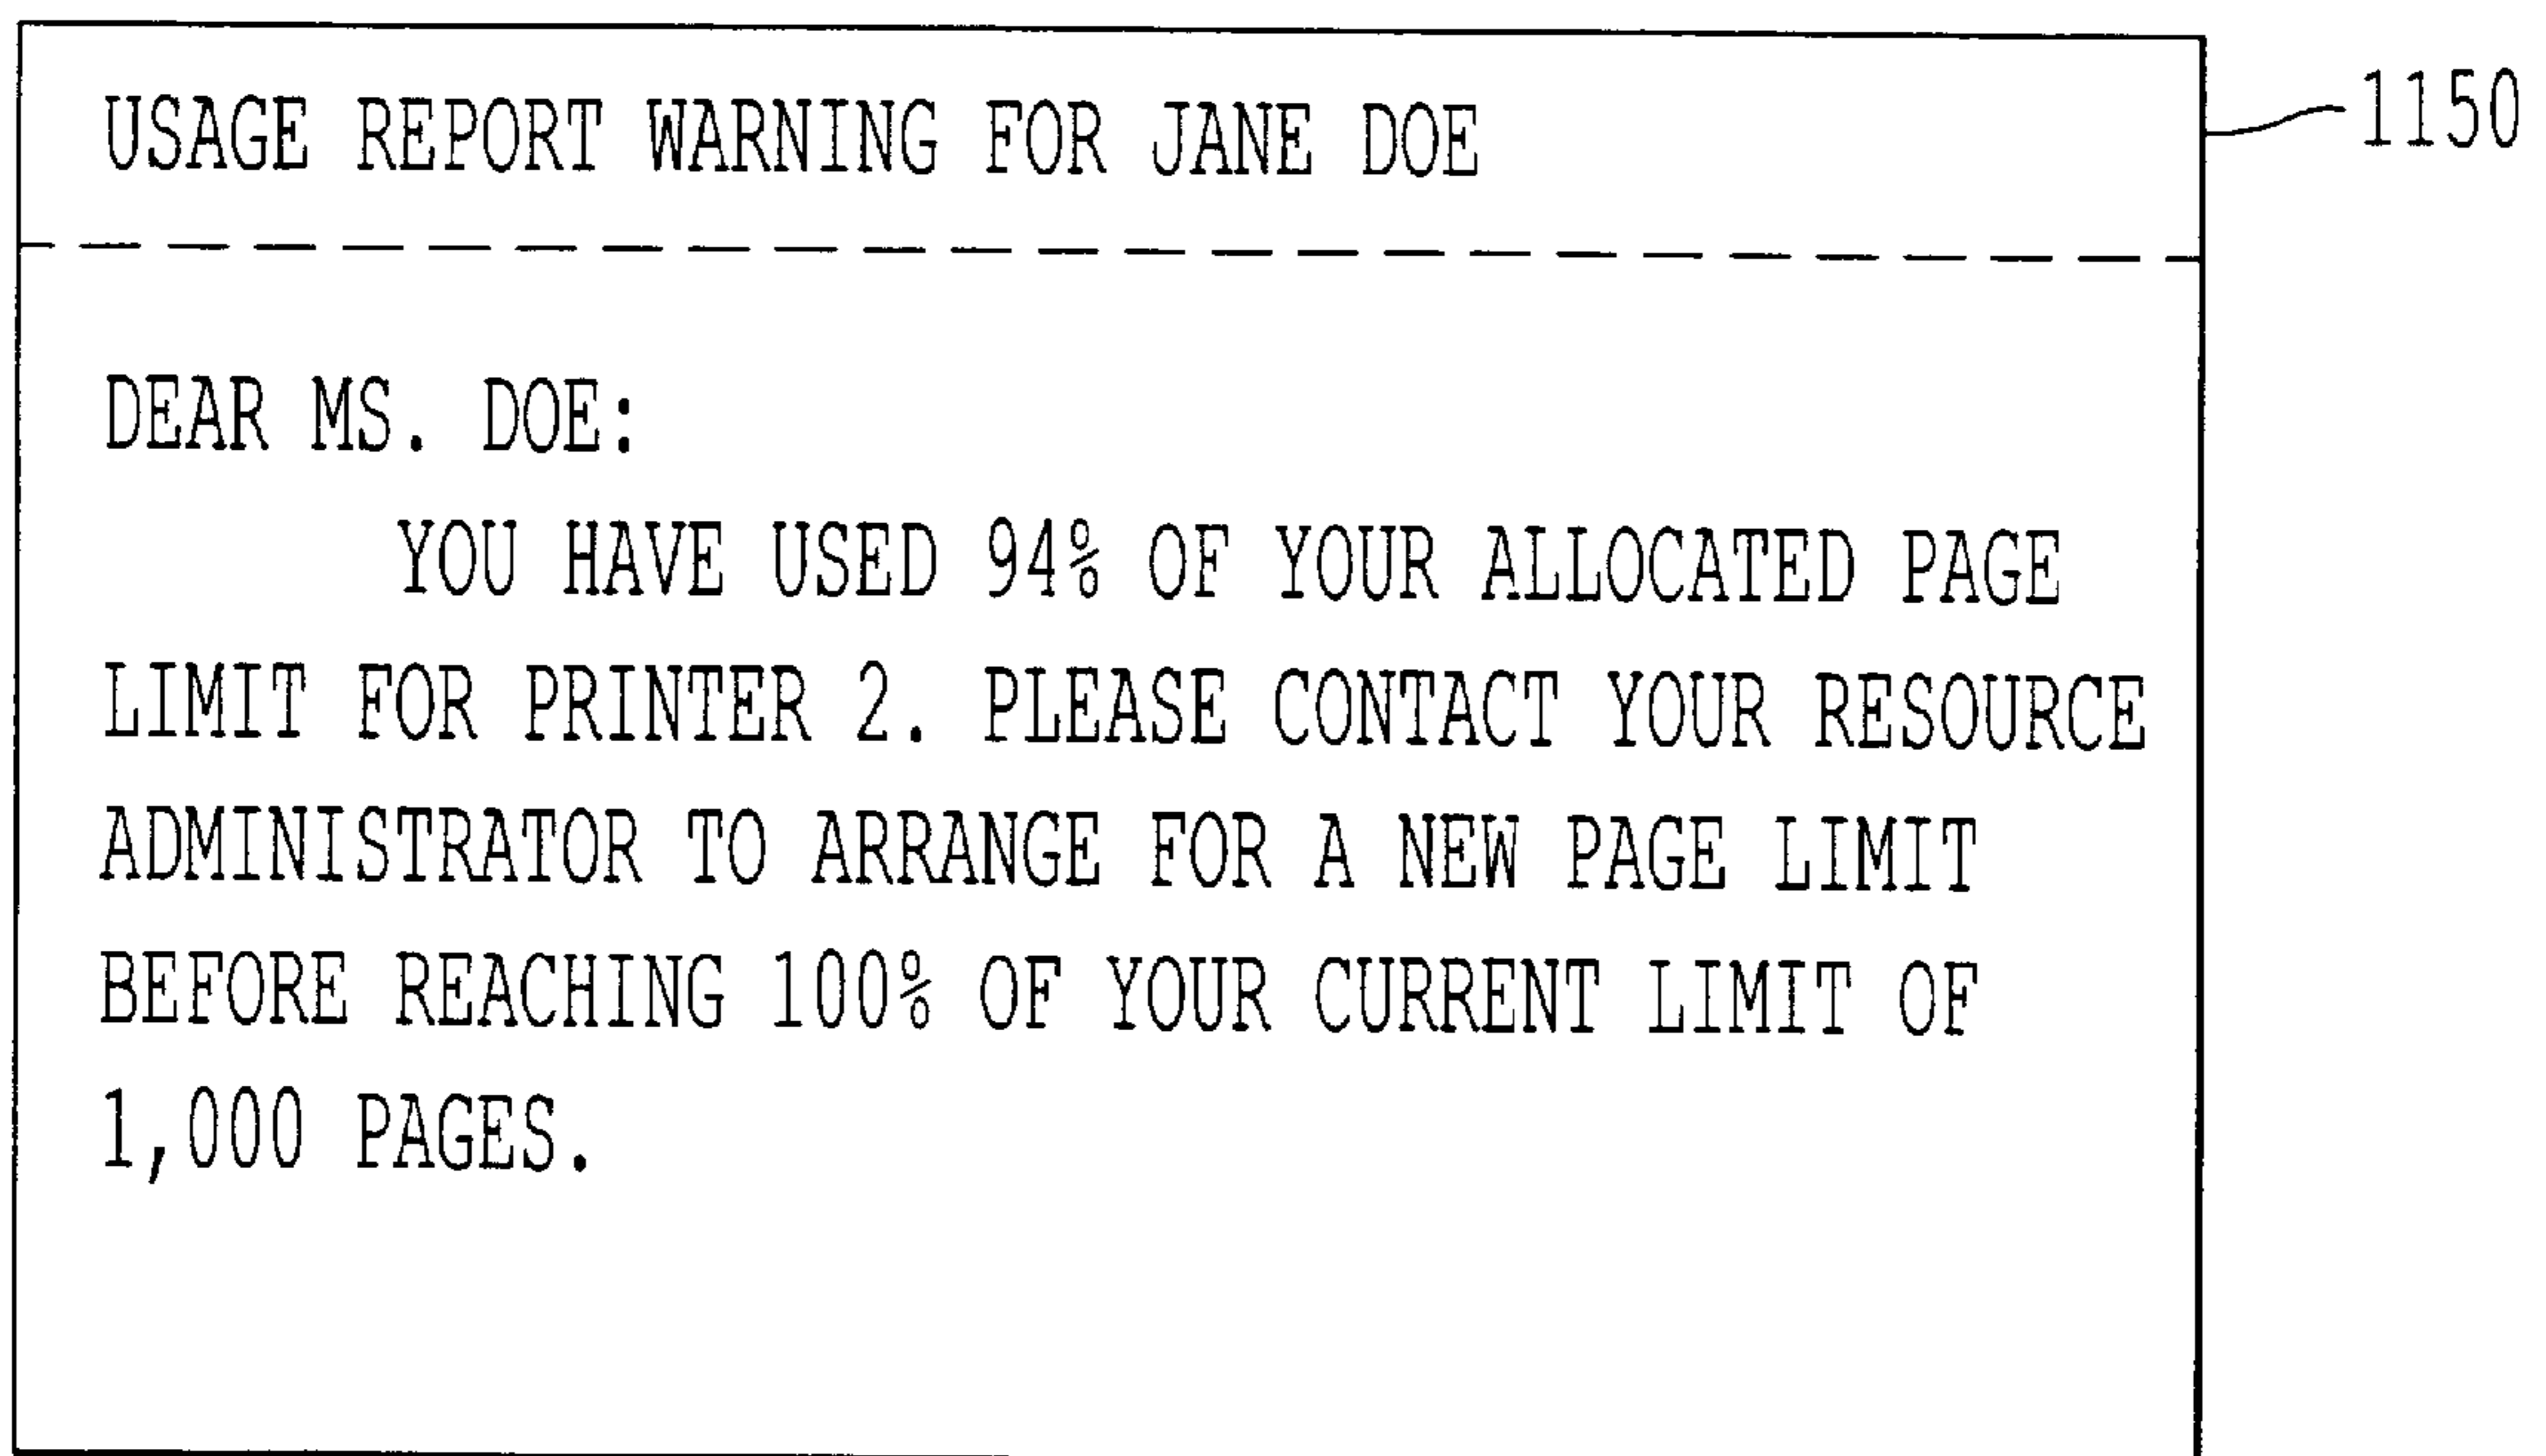 USAGE REPORT WARNING FOR JANE DOE
1150
DEAR MS. DOE:
YOU HAVE USED 94% OF YOUR ALLOCATED PAGE
LIMIT FOR PRINTER 2. PLEASE CONTACT YOUR RESOURCE
ADMINISTRATOR TO ARRANGE FOR A NEW PAGE LIMIT
BEFORE REACHING 100% OF YOUR CURRENT LIMIT OF
1,000 PAGES.